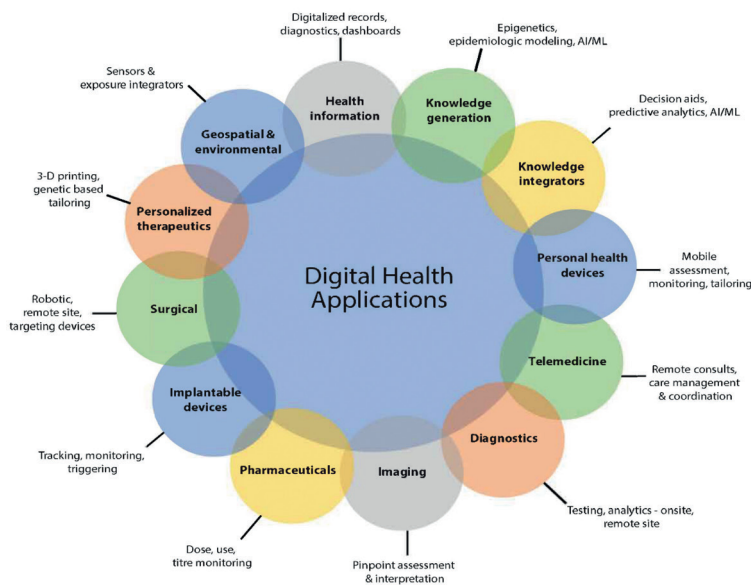 Digitalized records,
diagnostics, dashboards
Epigenetics,
epidemiologic modeling, AI/ML
Sensors &
exposure integrators
Health
information
Knowledge
generation
Decision aids,
predictive analytics, AI/ML
Geospatial &
environmental
Knowledge
integrators
3-D printing,
genetic based
tailoring
Personalized
therapeutics
Personal health
devices
Mobile
assessment,
monitoring, tailoring
Digital Health
Applications
Robotic,
remote site,
targeting devices
Surgical
Telemedicine
Remote consults,
care management
& coordination
Implantable
devices
Diagnostics
Tracking, monitoring,
triggering
Pharmaceuticals
Imaging
Testing, analytics - onsite,
remote site
Dose, use,
titre monitoring
Pinpoint assessment
& interpretation